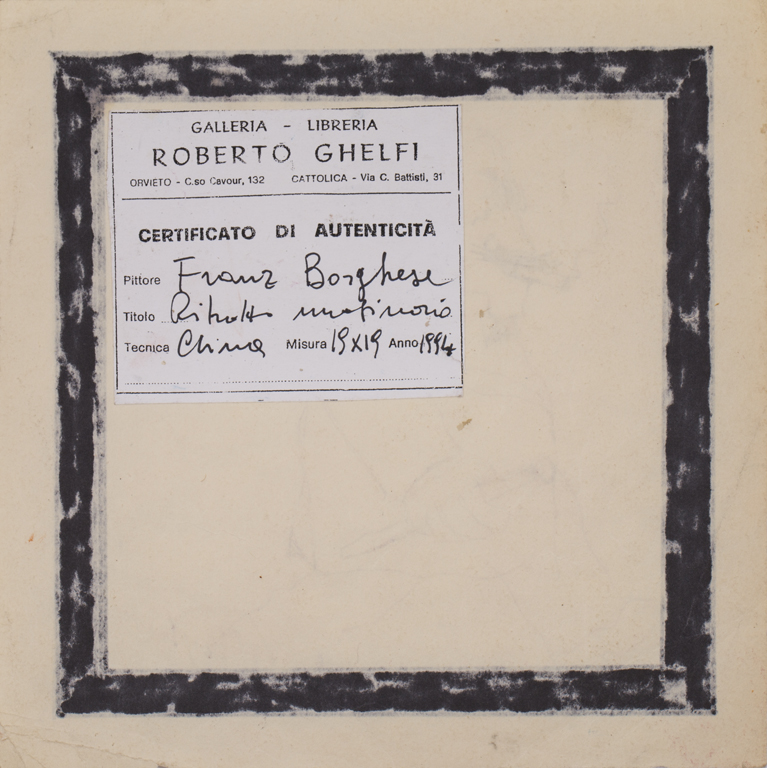 GALLERIA - LIBRERIA
ROBERTO GHELFI
ORVIETO - C.so Cavour, 132 CATTOLICA - Via C. Battisti, 31
CERTIFICATO DI AUTENTICITÀ
Pittore Franz Borghese
Titolo Ritratto
Tecnica China Misura 19x19 Anno 1994